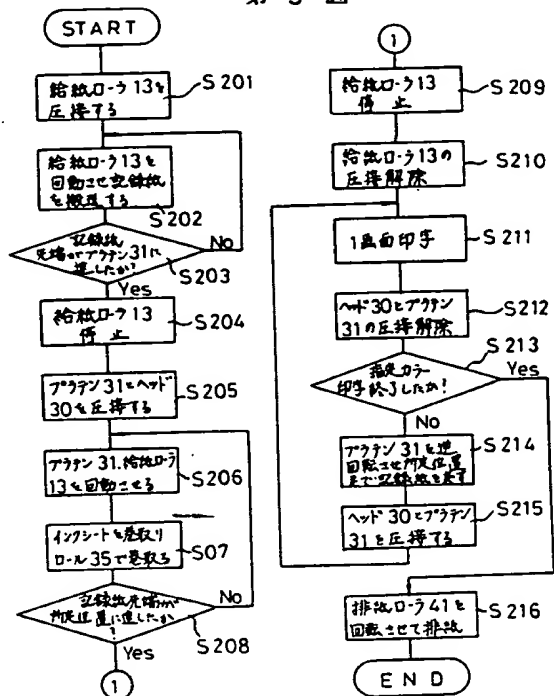 第 5 図
START
給紙ローラ13を
圧接する
S201
給紙ローラ13を
回動させ記録紙
を搬送する
S202
記録紙
先端がプラテン31に
達したか?
S203
No
Yes
給紙ローラ13
停止
S204
プラテン31とヘッド
30を圧接する
S205
プラテン31,給紙ローラ
13を回動させる
S206
インクシートを巻取り
ロール35で巻取る
S07
記録紙先端が
所定位置に達したか
?
S208
No
Yes
1
1
給紙ローラ13
停止
S209
給紙ローラ13の
圧接解除
S210
1画面印字
S211
ヘッド30とプラテン
31の圧接解除
S212
指定カラー
印字終了したか?
S213
Yes
No
プラテン31を逆
回転させ所定位置
まで記録紙を戻す
S214
ヘッド30とプラテン
31を圧接する
S215
排紙ローラ41を
回転させて排紙
S216
END